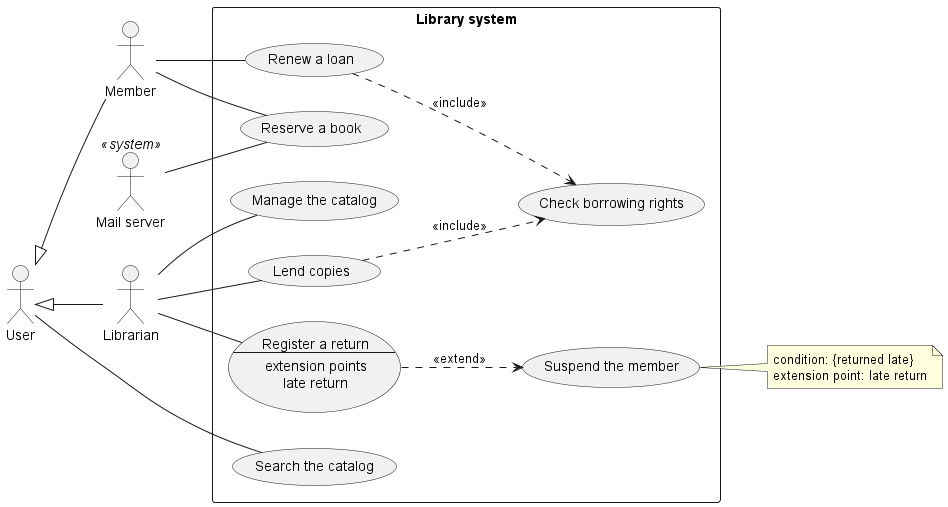 Library system
Member
Renew a loan
«include»
Reserve a book
«system»
Mail server
Manage the catalog
Check borrowing rights
«include»
Lend copies
User
Librarian
Register a return
extension points
late return
«extend»
Suspend the member
condition: {returned late}
extension point: late return
Search the catalog